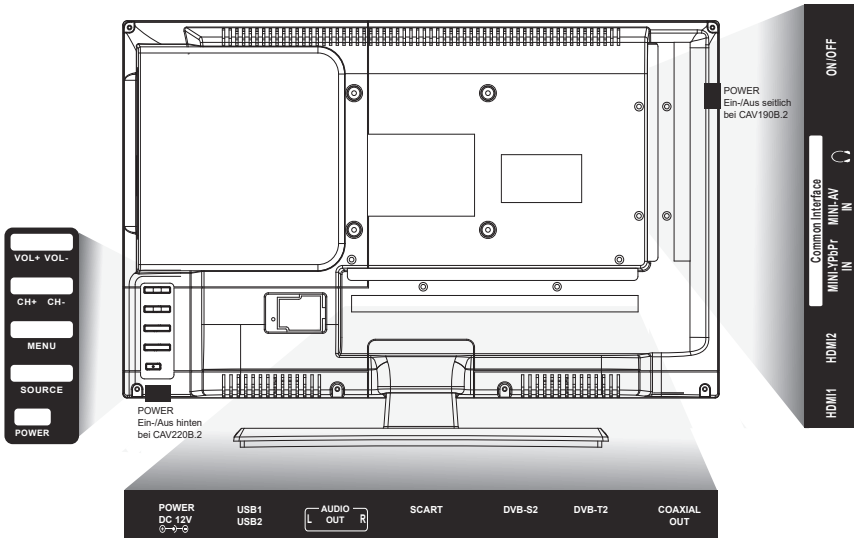 VOL+ VOL-
CH+ CH-
MENU
SOURCE
POWER
POWER
Ein-/Aus hinten
bei CAV220B.2
POWER
Ein-/Aus seitlich
bei CAV190B.2
ON/OFF
Common Interface
MINI-AV
IN
MINI-YPbPr
IN
HDMI2
HDMI1
POWER
DC 12V
USB1
USB2
AUDIO
L OUT R
SCART
DVB-S2
DVB-T2
COAXIAL
OUT